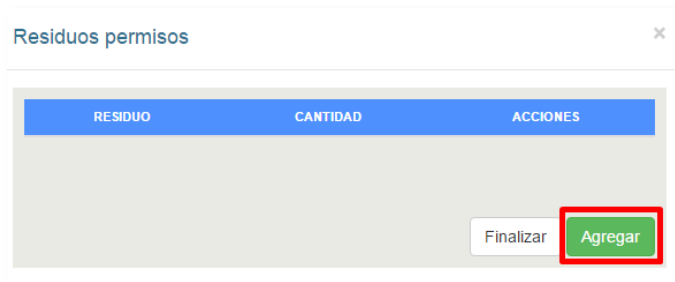 Residuos permisos ×
RESIDUO CANTIDAD ACCIONES
Finalizar Agregar